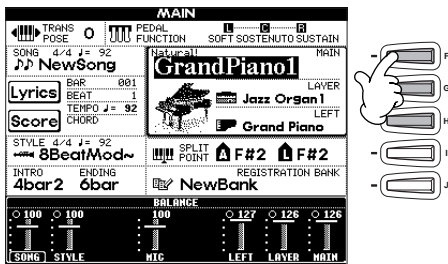 MAIN
TRANSPOSE 0
PEDAL FUNCTION
L C R
SOFT SOSTENUTO SUSTAIN
SONG 4/4 ♩= 92
NewSong
Natural! MAIN
GrandPiano1
Lyrics
BAR 001
BEAT 1
TEMPO ♩= 92
Score
CHORD
LAYER
Jazz Organ1
LEFT
Grand Piano
STYLE 4/4 ♩= 92
8BeatMod~
SPLIT POINT A F#2 L F#2
INTRO ENDING
4bar2 6bar
REGISTRATION BANK
NewBank
BALANCE
100 100 100 127 126 126
SONG STYLE MIC LEFT LAYER MAIN
F
G
H
I
J